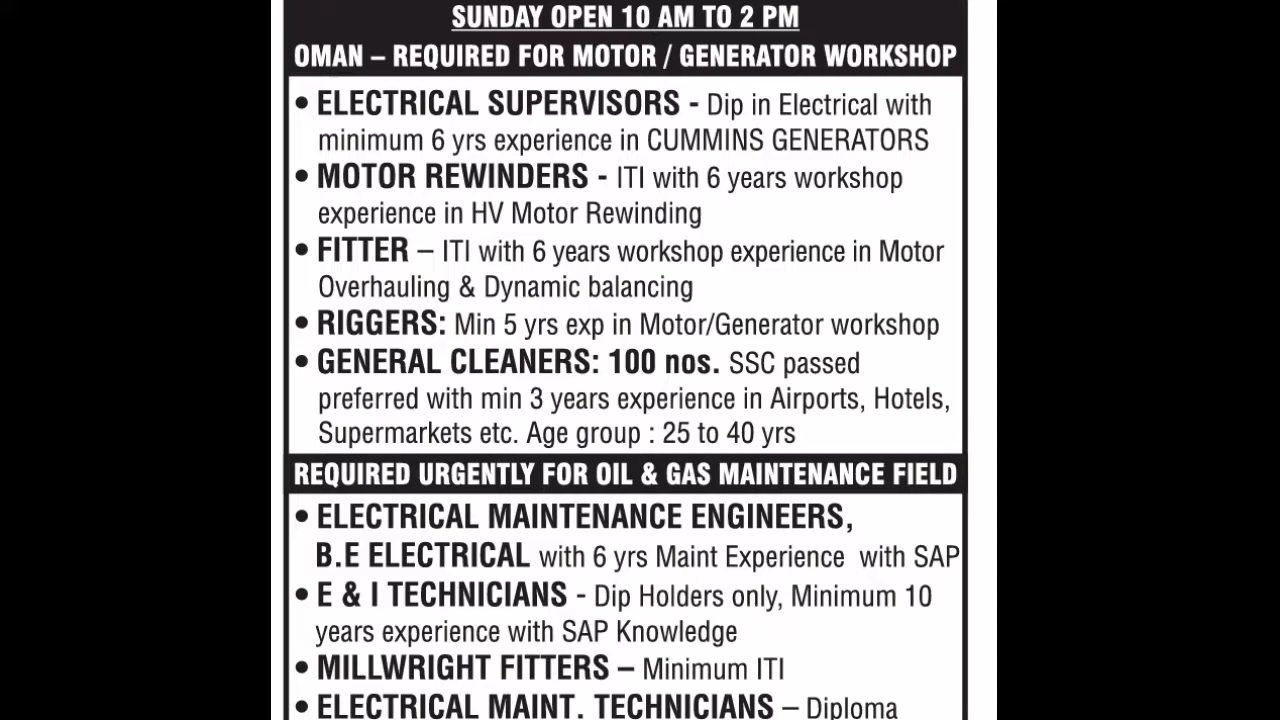 SUNDAY OPEN 10 AM TO 2 PM
OMAN – REQUIRED FOR MOTOR / GENERATOR WORKSHOP
• ELECTRICAL SUPERVISORS - Dip in Electrical with
minimum 6 yrs experience in CUMMINS GENERATORS
• MOTOR REWINDERS - ITI with 6 years workshop
experience in HV Motor Rewinding
• FITTER – ITI with 6 years workshop experience in Motor
Overhauling & Dynamic balancing
• RIGGERS: Min 5 yrs exp in Motor/Generator workshop
• GENERAL CLEANERS: 100 nos. SSC passed
preferred with min 3 years experience in Airports, Hotels,
Supermarkets etc. Age group : 25 to 40 yrs
REQUIRED URGENTLY FOR OIL & GAS MAINTENANCE FIELD
• ELECTRICAL MAINTENANCE ENGINEERS,
B.E ELECTRICAL with 6 yrs Maint Experience with SAP
• E & I TECHNICIANS - Dip Holders only, Minimum 10
years experience with SAP Knowledge
• MILLWRIGHT FITTERS – Minimum ITI
• ELECTRICAL MAINT. TECHNICIANS – Diploma